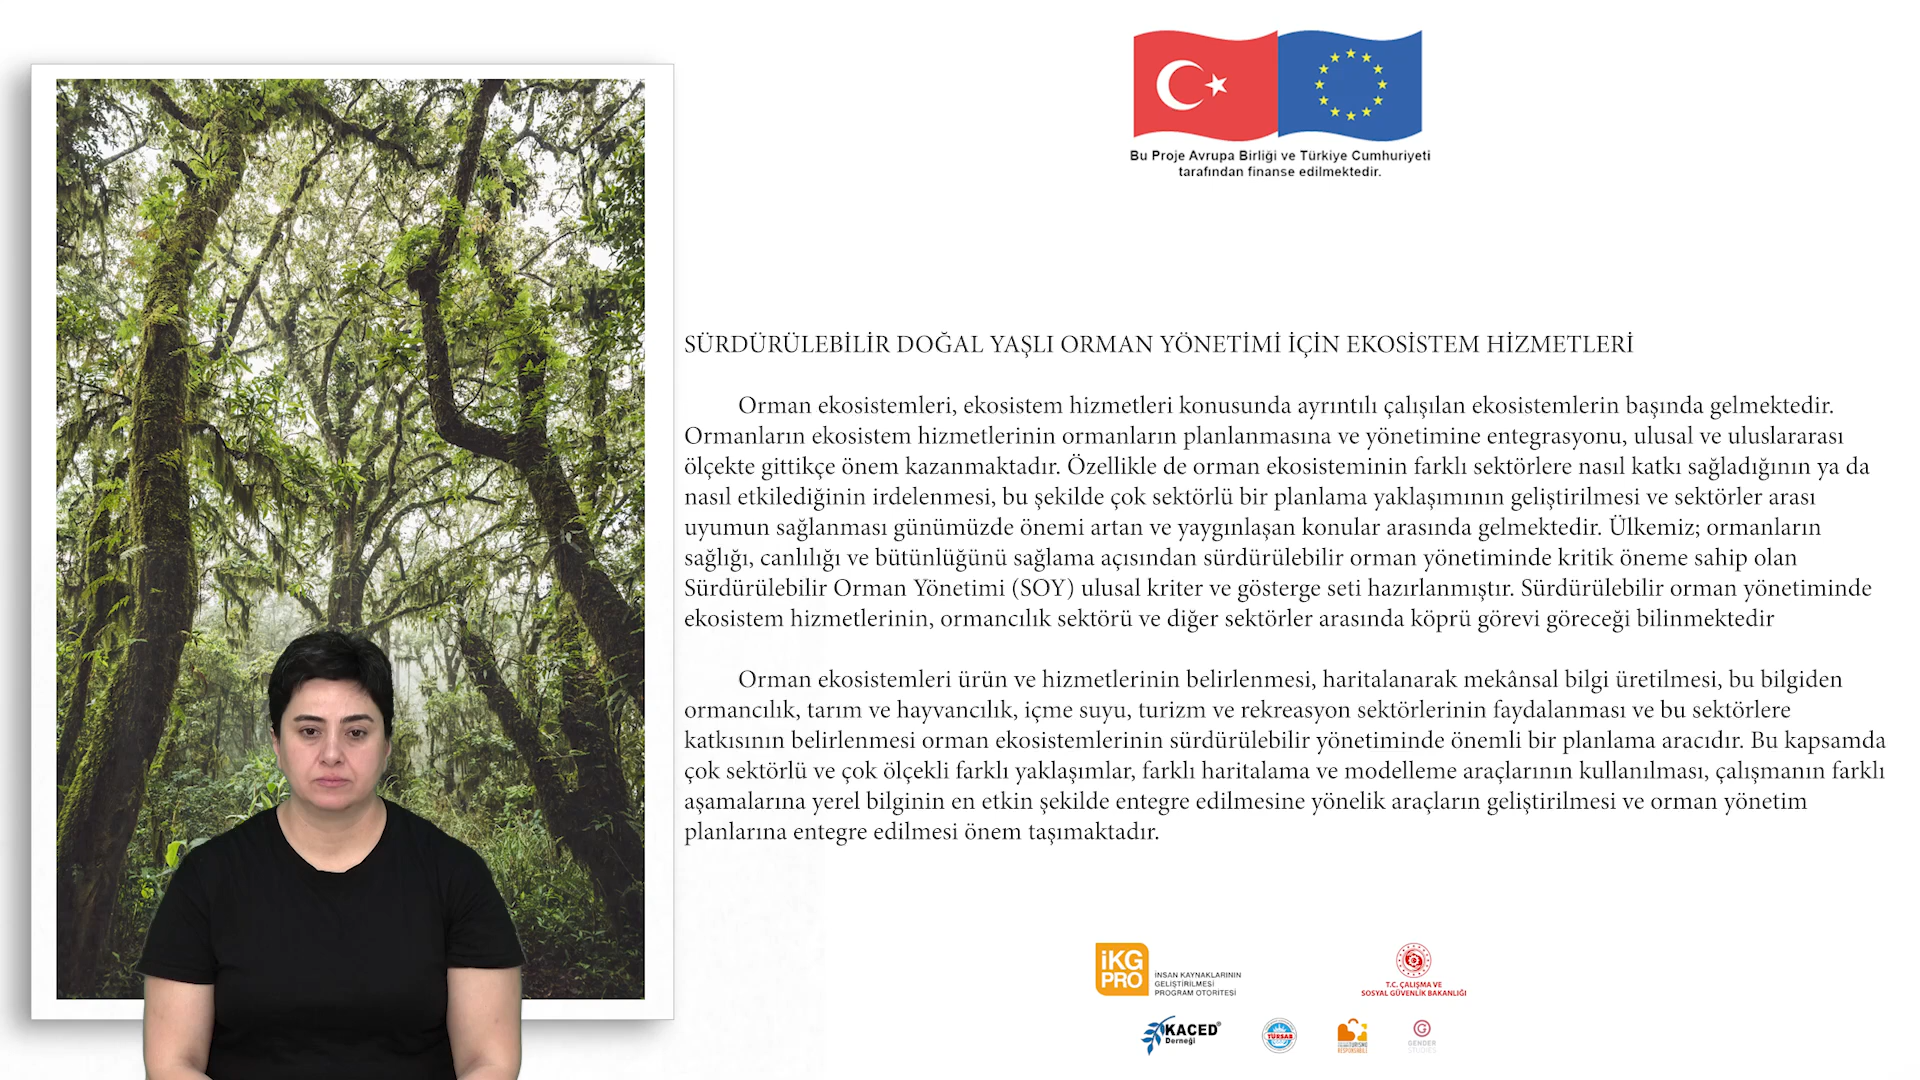 Bu Proje Avrupa Birliği ve Türkiye Cumhuriyeti
tarafından finanse edilmektedir.
SÜRDÜRÜLEBİLİR DOĞAL YAŞLI ORMAN YÖNETİMİ İÇİN EKOSİSTEM HİZMETLERİ
Orman ekosistemleri, ekosistem hizmetleri konusunda ayrıntılı çalışılan ekosistemlerin başında gelmektedir.
Ormanların ekosistem hizmetlerinin ormanların planlanmasına ve yönetimine entegrasyonu, ulusal ve uluslararası
ölçekte gittikçe önem kazanmaktadır. Özellikle de orman ekosisteminin farklı sektörlere nasıl katkı sağladığının ya da
nasıl etkilediğinin irdelenmesi, bu şekilde çok sektörlü bir planlama yaklaşımının geliştirilmesi ve sektörler arası
uyumun sağlanması günümüzde önemi artan ve yaygınlaşan konular arasında gelmektedir. Ülkemiz; ormanların
sağlığı, canlılığı ve bütünlüğünü sağlama açısından sürdürülebilir orman yönetiminde kritik öneme sahip olan
Sürdürülebilir Orman Yönetimi (SOY) ulusal kriter ve gösterge seti hazırlanmıştır. Sürdürülebilir orman yönetiminde
ekosistem hizmetlerinin, ormancılık sektörü ve diğer sektörler arasında köprü görevi göreceği bilinmektedir
Orman ekosistemleri ürün ve hizmetlerinin belirlenmesi, haritalanarak mekânsal bilgi üretilmesi, bu bilgiden
ormancılık, tarım ve hayvancılık, içme suyu, turizm ve rekreasyon sektörlerinin faydalanması ve bu sektörlere
katkısının belirlenmesi orman ekosistemlerinin sürdürülebilir yönetiminde önemli bir planlama aracıdır. Bu kapsamda
çok sektörlü ve çok ölçekli farklı yaklaşımlar, farklı haritalama ve modelleme araçlarının kullanılması, çalışmanın farklı
aşamalarına yerel bilginin en etkin şekilde entegre edilmesine yönelik araçların geliştirilmesi ve orman yönetim
planlarına entegre edilmesi önem taşımaktadır.
iKG
PRO
İNSAN KAYNAKLARININ
GELİŞTİRİLMESİ
PROGRAM OTORİTESİ
T.C. ÇALIŞMA VE
SOSYAL GÜVENLİK BAKANLIĞI
KACED®
Derneği
TÜRSAB
TURISMO
RESPONSABILE
G
GENDER
STUDIES